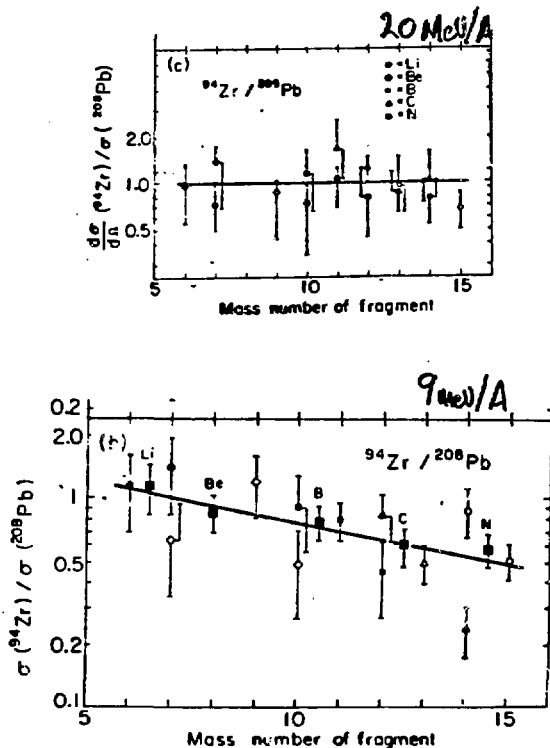 20 MeV/A
(c)
94Zr / 208Pb
Li
Be
B
C
N
dσ/dΩ (94Zr) / σ (208Pb)
2.0
1.0
0.5
5 10 15
Mass number of fragment
9 MeV/A
0.2
2.0
Li
94Zr / 208Pb
Be
1
B
C
N
0.5
σ (94Zr) / σ (208Pb)
0.2
0.1
5 10 15
Mass number of fragment